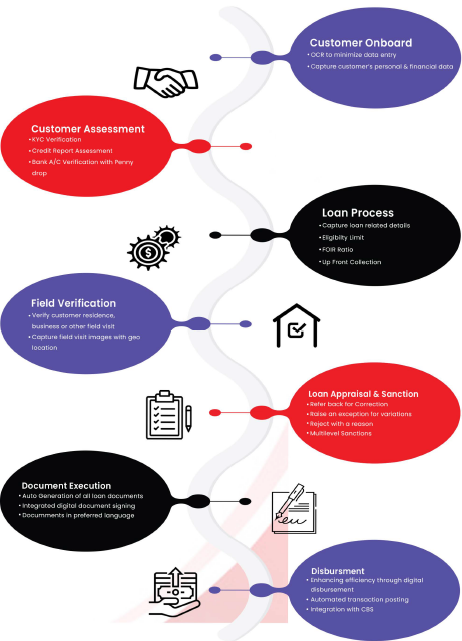 Customer Onboard
• OCR to minimize data entry
• Capture customer's personal & financial data
Customer Assessment
• KYC Verification
• Credit Report Assessment
• Bank A/C Verification with Penny
drop
Loan Process
• Capture loan related details
• Eligibilty Limit
• FOIR Ratio
• Up Front Collection
$
Field Verification
• Verify customer residence,
business or other field visit
• Capture field visit images with geo
location
Loan Appraisal & Sanction
• Refer back for Correction
• Raise an exception for variations
• Reject with a reason
• Multilevel Sanctions
Document Execution
• Auto Generation of all loan documents
• Integrated digital document signing
• Documments in preferred language
Disbursment
• Enhancing efficiency through digital
disbursement
• Automated transaction posting
• Integration with CBS